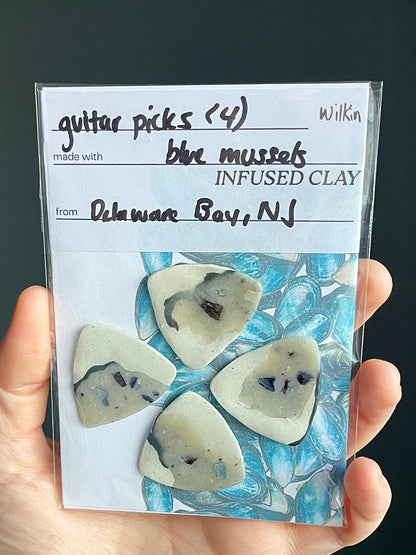 guitar picks (4)
Wilkin
made with blue mussels
INFUSED CLAY
from Delaware Bay, NJ